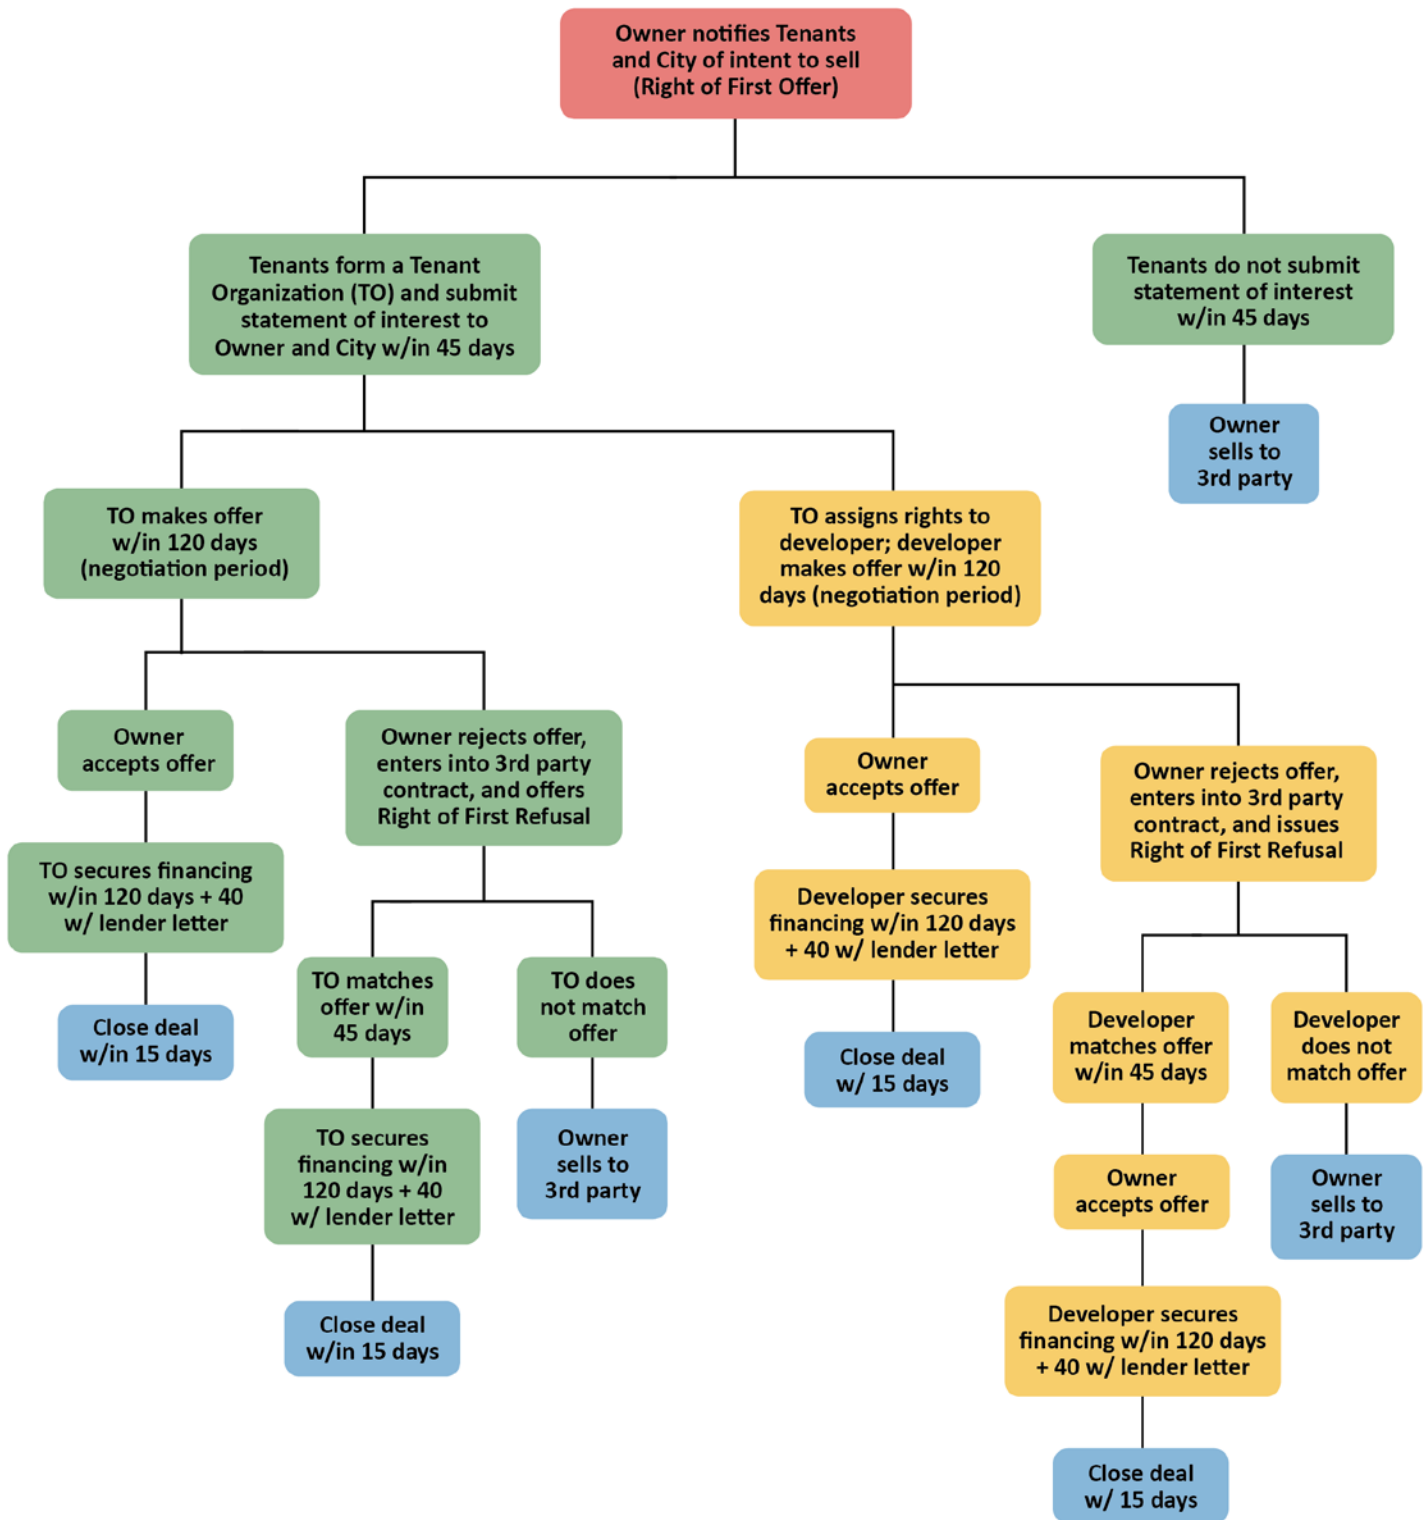 Owner notifies Tenants
and City of intent to sell
(Right of First Offer)
Tenants form a Tenant
Organization (TO) and submit
statement of interest to
Owner and City w/in 45 days
Tenants do not submit
statement of interest
w/in 45 days
Owner
sells to
3rd party
TO makes offer
w/in 120 days
(negotiation period)
TO assigns rights to
developer; developer
makes offer w/in 120
days (negotiation period)
Owner
accepts offer
Owner rejects offer,
enters into 3rd party
contract, and offers
Right of First Refusal
Owner
accepts offer
Owner rejects offer,
enters into 3rd party
contract, and issues
Right of First Refusal
TO secures financing
w/in 120 days + 40
w/ lender letter
Developer secures
financing w/in 120 days
+ 40 w/ lender letter
TO matches
offer w/in
45 days
TO does
not match
offer
Developer
matches offer
w/in 45 days
Developer
does not
match offer
Close deal
w/in 15 days
Close deal
w/ 15 days
TO secures
financing w/in
120 days + 40
w/ lender letter
Owner
sells to
3rd party
Owner
accepts offer
Owner
sells to
3rd party
Close deal
w/in 15 days
Developer secures
financing w/in 120 days
+ 40 w/ lender letter
Close deal
w/ 15 days